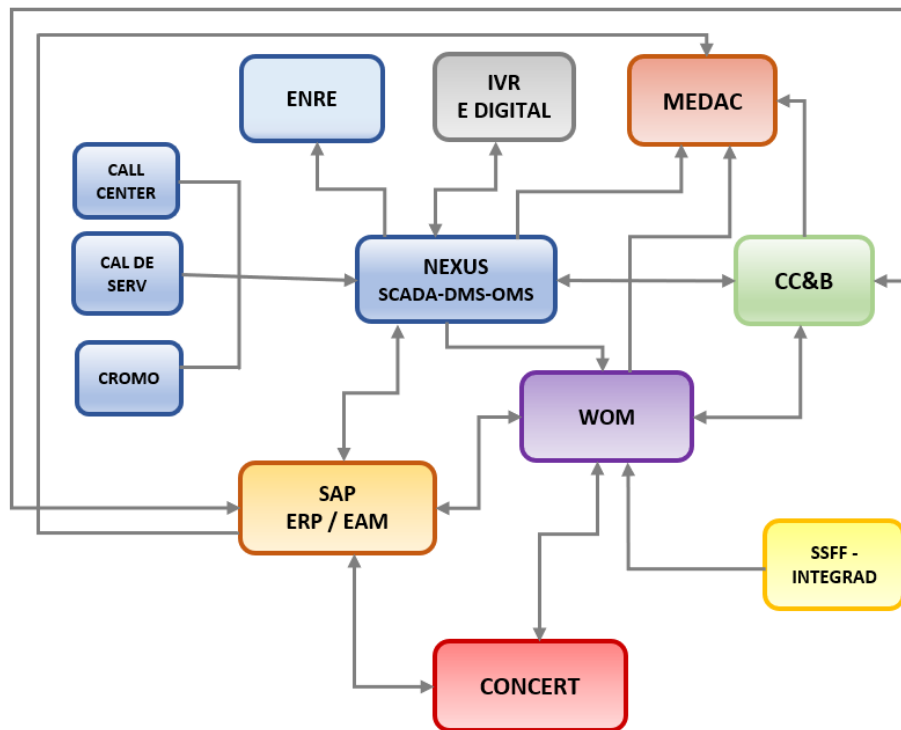 ENRE
IVR
E DIGITAL
MEDAC
CALL
CENTER
CAL DE
SERV
CROMO
NEXUS
SCADA-DMS-OMS
CC&B
WOM
SAP
ERP / EAM
SSFF -
INTEGRAD
CONCERT